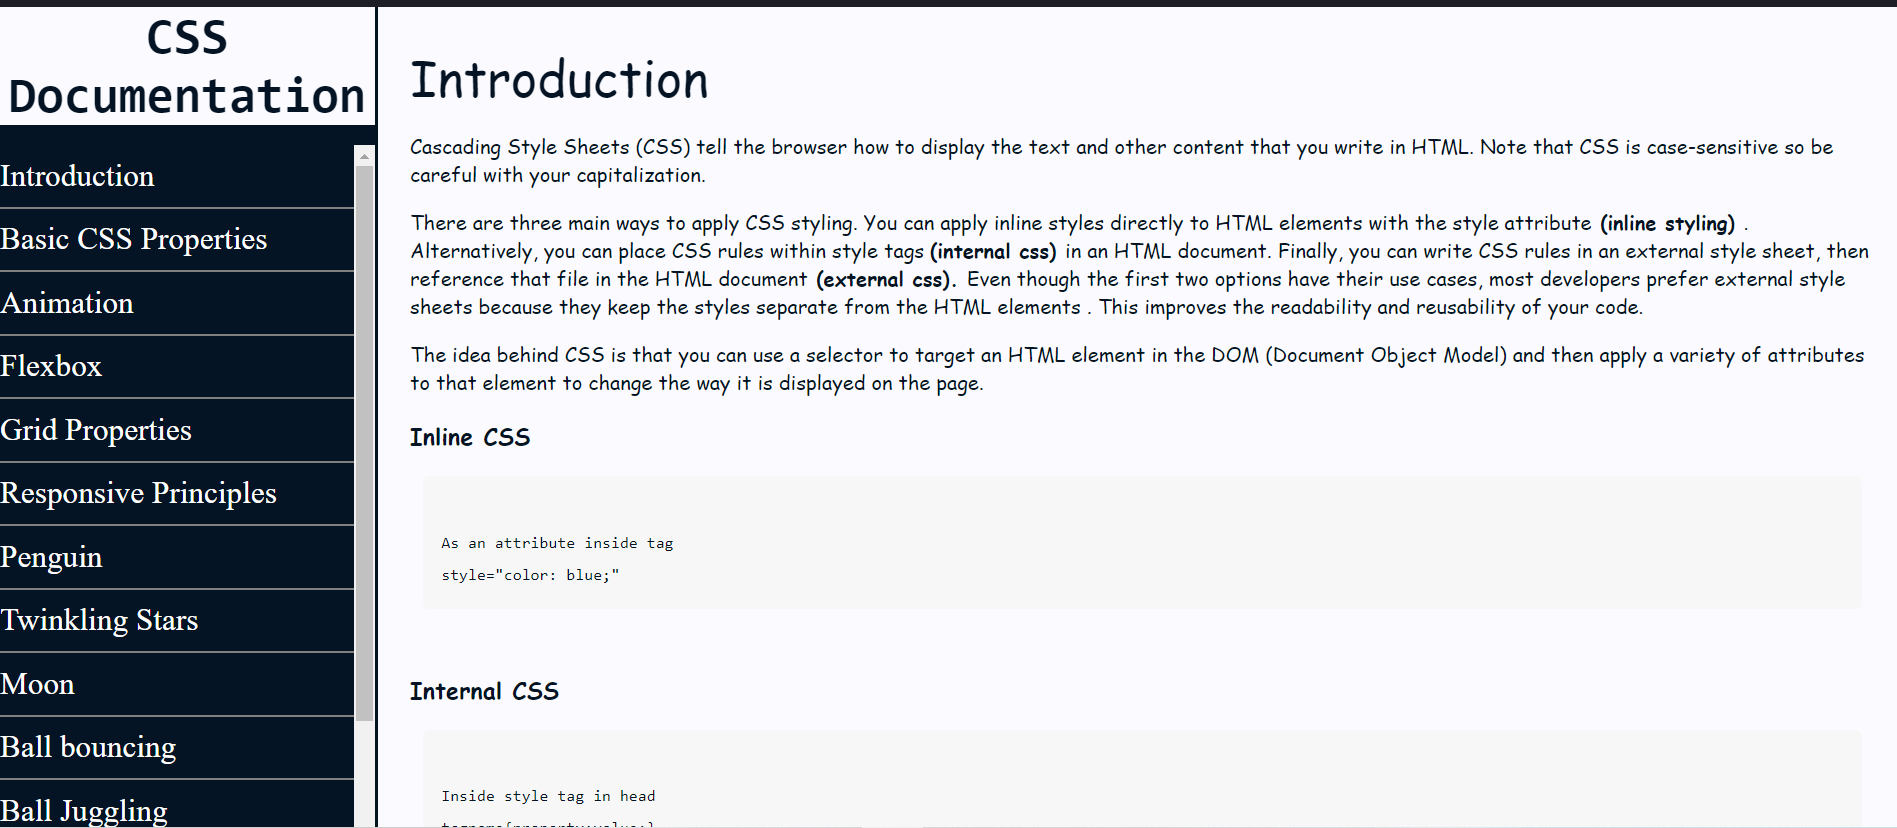 CSS
Documentation
Introduction
Basic CSS Properties
Animation
Flexbox
Grid Properties
Responsive Principles
Penguin
Twinkling Stars
Moon
Ball bouncing
Ball Juggling
Introduction
Cascading Style Sheets (CSS) tell the browser how to display the text and other content that you write in HTML. Note that CSS is case-sensitive so be
careful with your capitalization.
There are three main ways to apply CSS styling. You can apply inline styles directly to HTML elements with the style attribute (inline styling) .
Alternatively, you can place CSS rules within style tags (internal css) in an HTML document. Finally, you can write CSS rules in an external style sheet, then
reference that file in the HTML document (external css). Even though the first two options have their use cases, most developers prefer external style
sheets because they keep the styles separate from the HTML elements . This improves the readability and reusability of your code.
The idea behind CSS is that you can use a selector to target an HTML element in the DOM (Document Object Model) and then apply a variety of attributes
to that element to change the way it is displayed on the page.
Inline CSS
As an attribute inside tag
style="color: blue;"
Internal CSS
Inside style tag in head